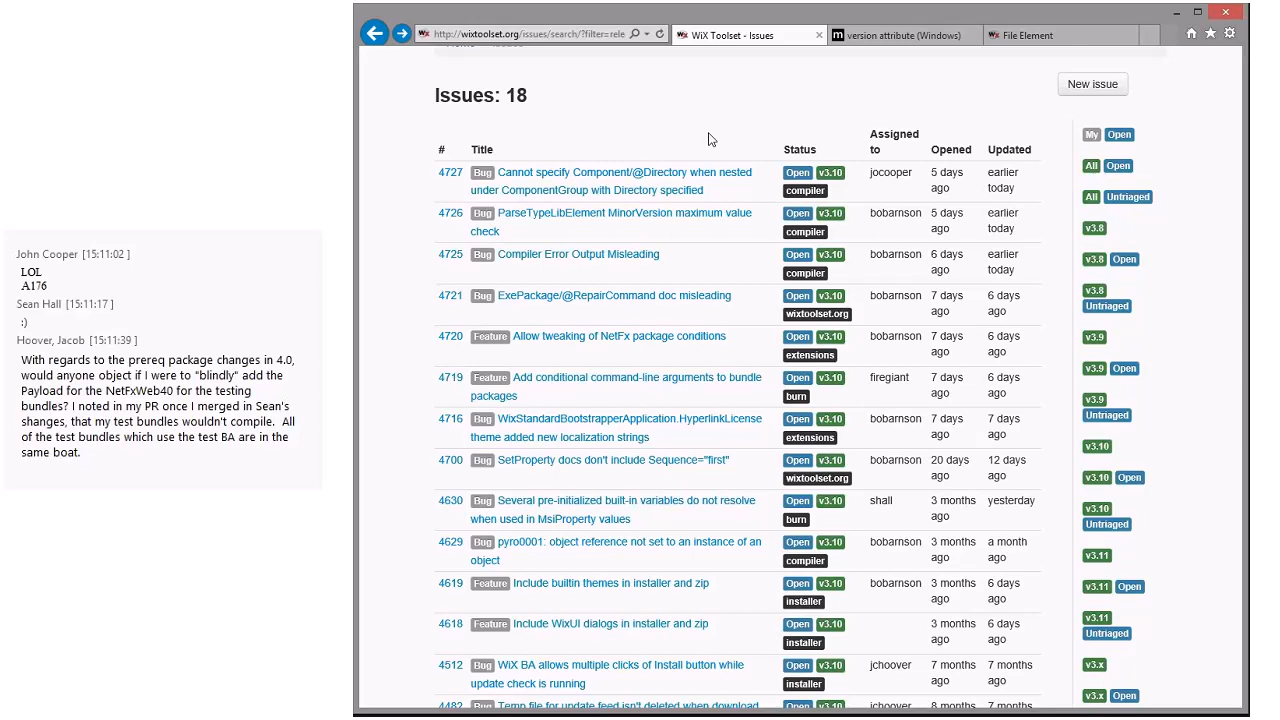 John Cooper [15:11:02 ]
LOL
A176
Sean Hall [15:11:17 ]
:)
Hoover, Jacob [15:11:39 ]
With regards to the prereq package changes in 4.0,
would anyone object if I were to "blindly" add the
Payload for the NetFxWeb40 for the testing
bundles? I noted in my PR once I merged in Sean's
changes, that my test bundles wouldn't compile. All
of the test bundles which use the test BA are in the
same boat.
http://wixtoolset.org/issues/search/?filter=rele
WiX Toolset - Issues
version attribute (Windows)
File Element
Issues: 18
New issue
# Title Status Assigned to Opened Updated
4727 Bug Cannot specify Component/@Directory when nested Open v3.10 jocooper 5 days earlier
under ComponentGroup with Directory specified compiler ago today
4726 Bug ParseTypeLibElement MinorVersion maximum value Open v3.10 bobarnson 5 days earlier
check compiler ago today
4725 Bug Compiler Error Output Misleading Open v3.10 bobarnson 6 days earlier
compiler ago today
4721 Bug ExePackage/@RepairCommand doc misleading Open v3.10 bobarnson 7 days 6 days
wixtoolset.org ago ago
4720 Feature Allow tweaking of NetFx package conditions Open v3.10 bobarnson 7 days 6 days
extensions ago ago
4719 Feature Add conditional command-line arguments to bundle Open v3.10 firegiant 7 days 6 days
packages burn ago ago
4716 Bug WixStandardBootstrapperApplication.HyperlinkLicense Open v3.10 bobarnson 7 days 7 days
theme added new localization strings extensions ago ago
4700 Bug SetProperty docs don't include Sequence="first" Open v3.10 bobarnson 20 days 12 days
wixtoolset.org ago ago
4630 Bug Several pre-initialized built-in variables do not resolve Open v3.10 shall 3 months yesterday
when used in MsiProperty values burn ago
4629 Bug pyro0001: object reference not set to an instance of an Open v3.10 bobarnson 3 months a month
object compiler ago ago
4619 Feature Include builtin themes in installer and zip Open v3.10 bobarnson 3 months 6 days
installer ago ago
4618 Feature Include WixUI dialogs in installer and zip Open v3.10 3 months 6 days
installer ago ago
4512 Bug WiX BA allows multiple clicks of Install button while Open v3.10 jchoover 7 months 7 months
update check is running installer ago ago
4482 Bug Temp file for update feed isn't deleted when download Open v3.10 jchoover 8 months 7 months
My Open
All Open
All Untriaged
v3.8
v3.8 Open
v3.8
Untriaged
v3.9
v3.9 Open
v3.9
Untriaged
v3.10
v3.10 Open
v3.10
Untriaged
v3.11
v3.11 Open
v3.11
Untriaged
v3.x
v3.x Open